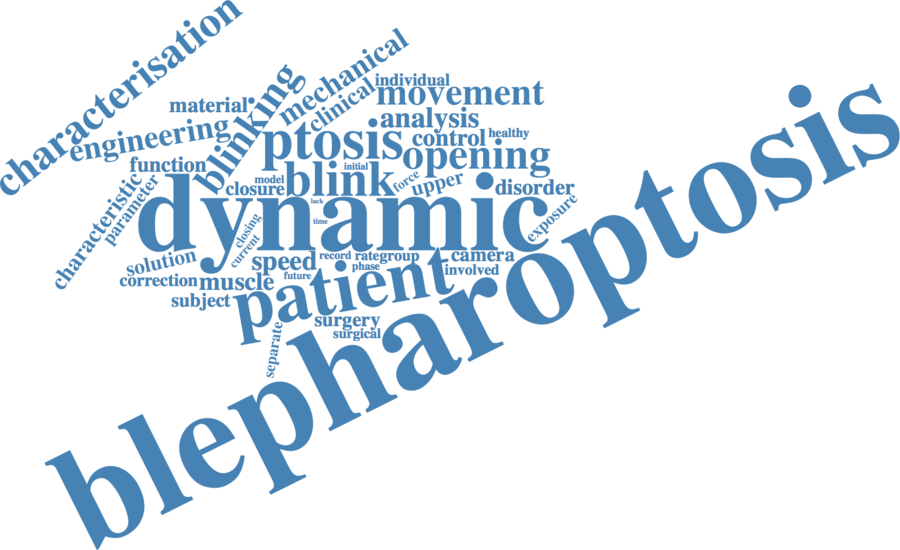 characterisation
mechanical
individual
movement
material
blinking
clinical
analysis
engineering
ptosis
control
healthy
opening
function
initial
model
closure
blink
force
upper
disorder
characteristic
parameter
dynamic
lack
time
closing
current
exposure
solution
speed
record
rate
group
camera
phase
involved
correction
muscle
future
subject
patient
surgery
surgical
separate
blepharoptosis